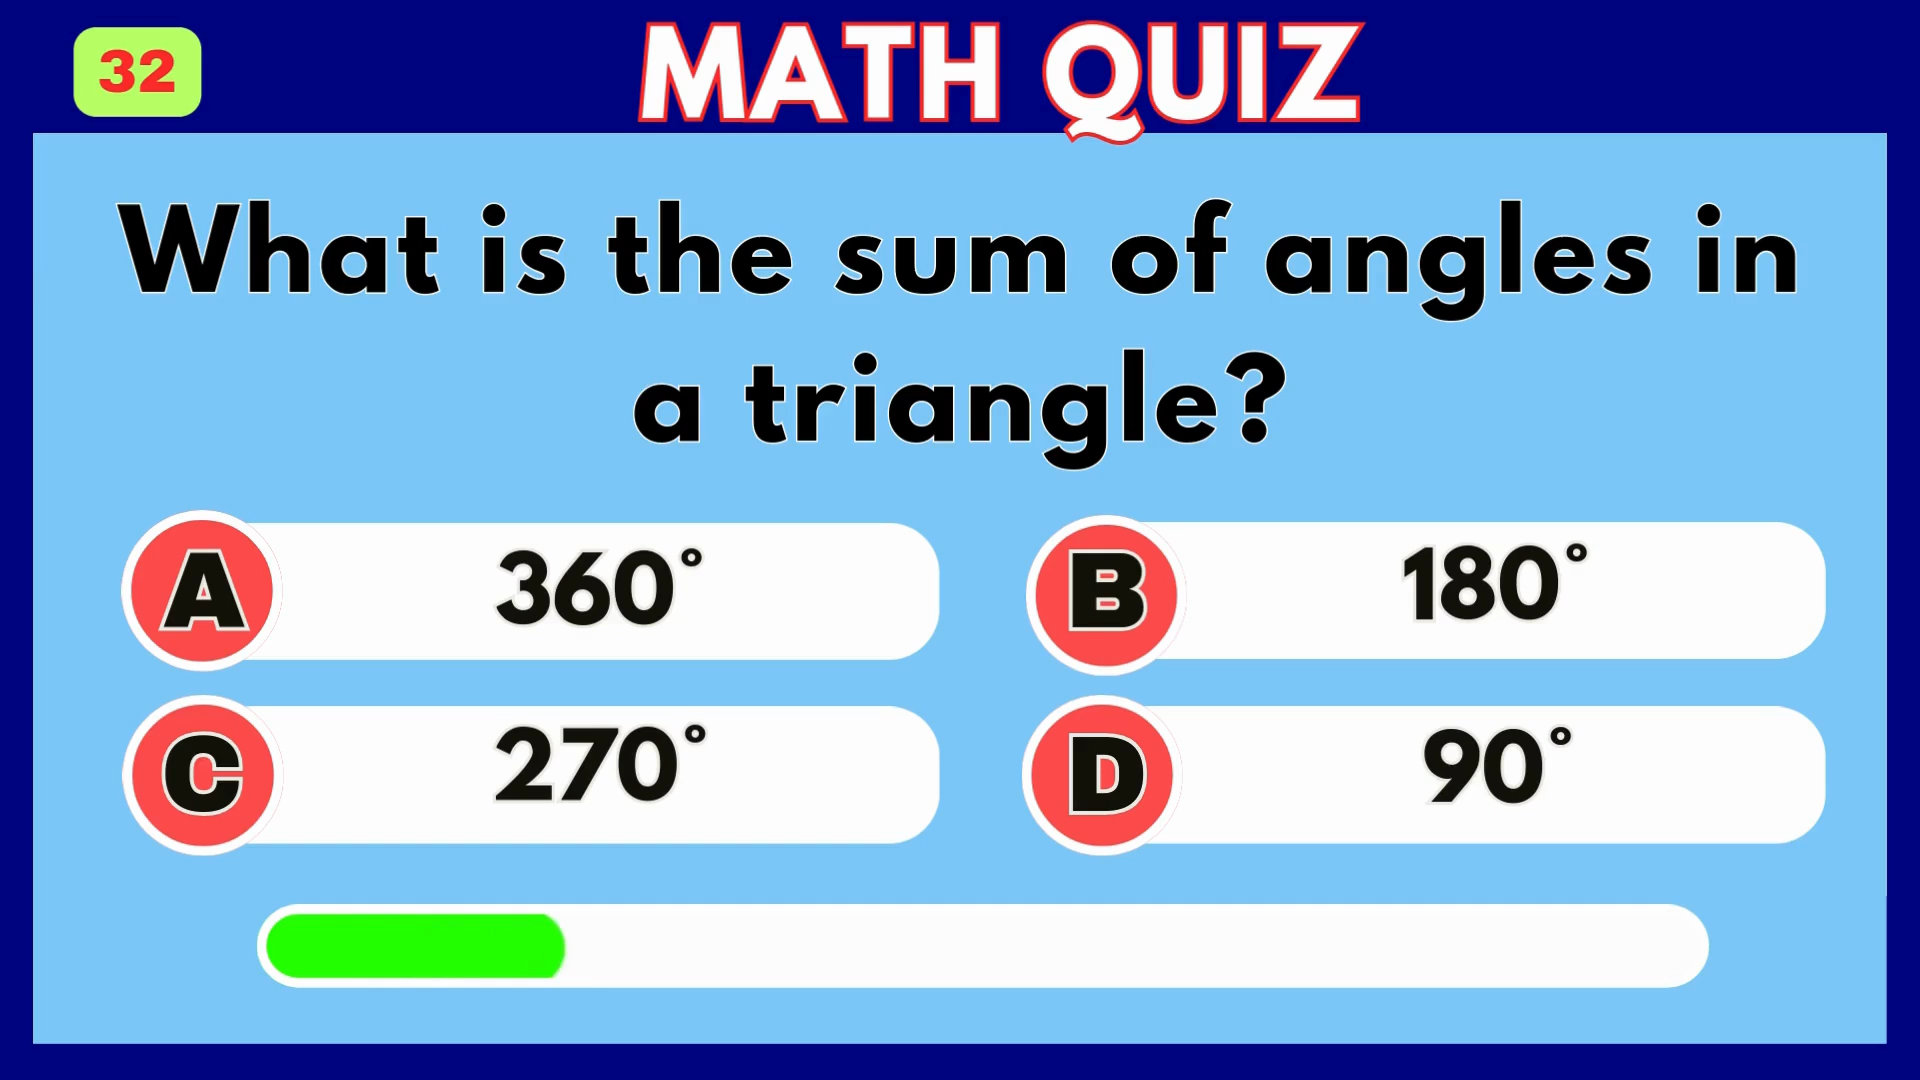 32
MATH QUIZ
What is the sum of angles in
a triangle?
A 360°
B 180°
C 270°
D 90°